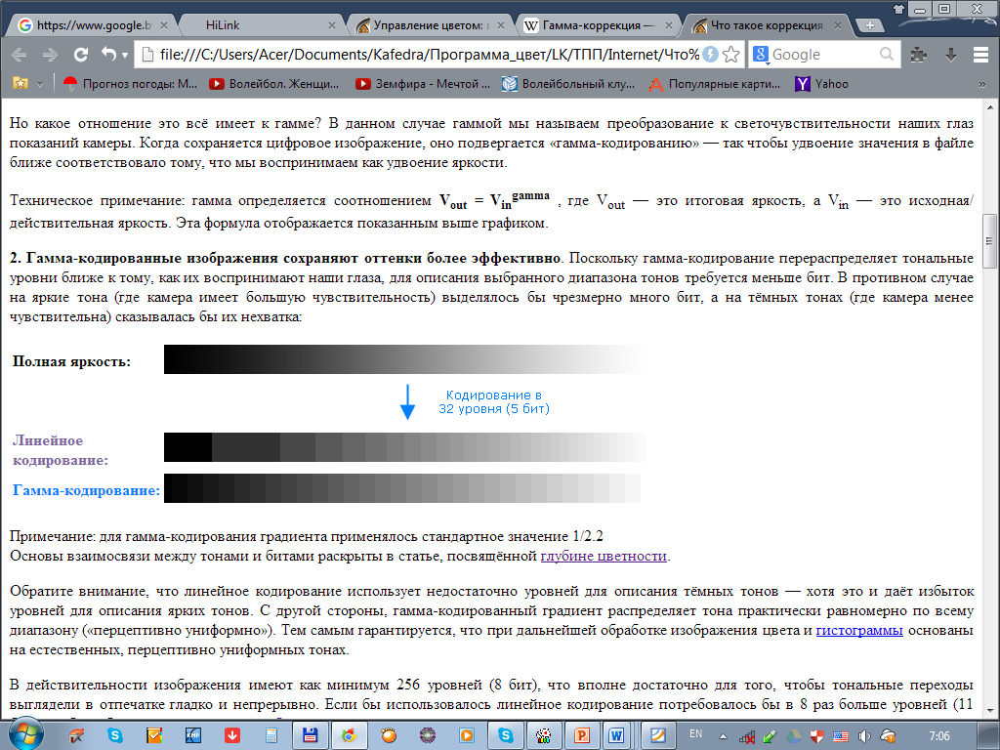 https://www.google.b
HiLink
Управление цветом:
Гамма-коррекция —
Что такое коррекция
file:///C:/Users/Acer/Documents/Kafedra/Программа_цвет/LK/ТПП/Internet/Что%
Google
Прогноз погоды: М...
Волейбол. Женщи...
Земфира - Мечтой ...
Волейбольный клу...
Популярные карти...
Yahoo
Но какое отношение это всё имеет к гамме? В данном случае гаммой мы называем преобразование к светочувствительности наших глаз
показаний камеры. Когда сохраняется цифровое изображение, оно подвергается «гамма-кодированию» — так чтобы удвоение значения в файле
ближе соответствовало тому, что мы воспринимаем как удвоение яркости.
Техническое примечание: гамма определяется соотношением Vout = Vin^gamma , где Vout — это итоговая яркость, а Vin — это исходная/
действительная яркость. Эта формула отображается показанным выше графиком.
2. Гамма-кодированные изображения сохраняют оттенки более эффективно. Поскольку гамма-кодирование перераспределяет тональные
уровни ближе к тому, как их воспринимают наши глаза, для описания выбранного диапазона тонов требуется меньше бит. В противном случае
на яркие тона (где камера имеет большую чувствительность) выделялось бы чрезмерно много бит, а на тёмных тонах (где камера менее
чувствительна) сказывалась бы их нехватка:
Полная яркость:
Кодирование в
32 уровня (5 бит)
Линейное
кодирование:
Гамма-кодирование:
Примечание: для гамма-кодирования градиента применялось стандартное значение 1/2.2
Основы взаимосвязи между тонами и битами раскрыты в статье, посвящённой глубине цветности.
Обратите внимание, что линейное кодирование использует недостаточно уровней для описания тёмных тонов — хотя это и даёт избыток
уровней для описания ярких тонов. С другой стороны, гамма-кодированный градиент распределяет тона практически равномерно по всему
диапазону («перцептивно униформно»). Тем самым гарантируется, что при дальнейшей обработке изображения цвета и гистограммы основаны
на естественных, перцептивно униформных тонах.
В действительности изображения имеют как минимум 256 уровней (8 бит), что вполне достаточно для того, чтобы тональные переходы
выглядели в отпечатке гладко и непрерывно. Если бы использовалось линейное кодирование потребовалось бы в 8 раз больше уровней (11
EN
7:06